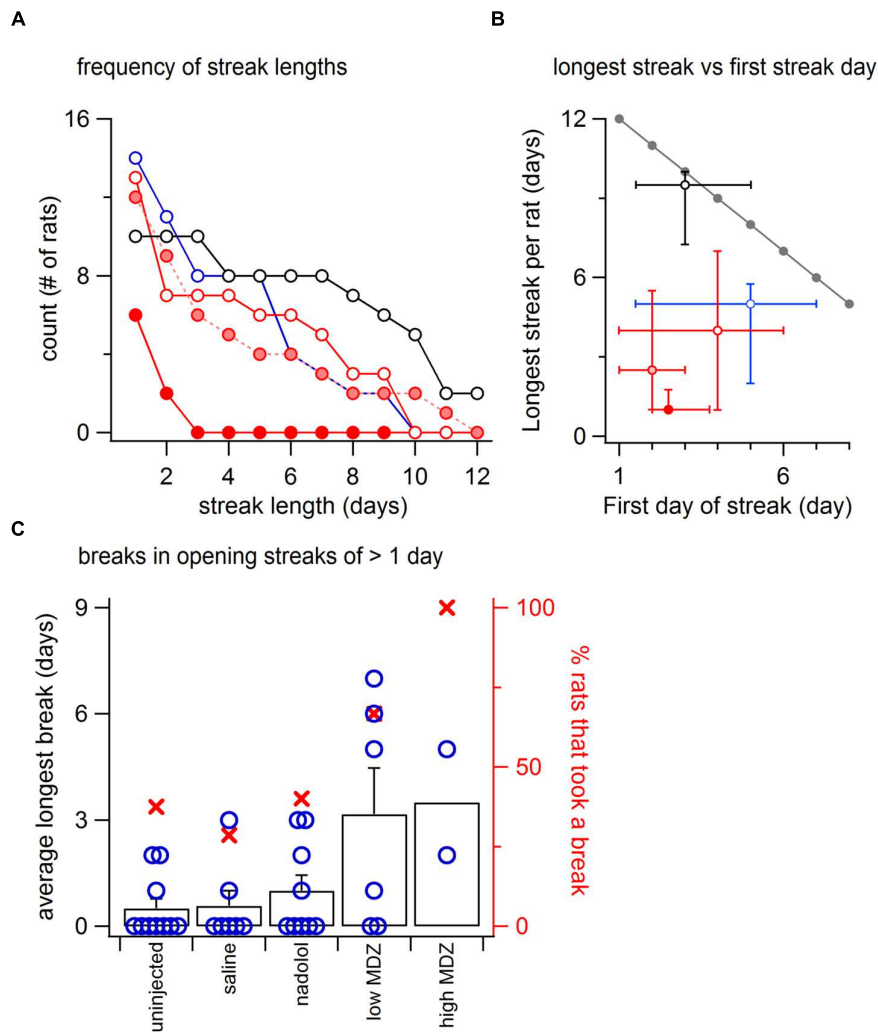 A
frequency of streak lengths
16
8
0
count (# of rats)
2 4 6 8 10 12
streak length (days)
B
longest streak vs first streak day
12
6
0
Longest streak per rat (days)
1 6
First day of streak (day)
C
breaks in opening streaks of > 1 day
9
6
3
0
average longest break (days)
100
50
0
% rats that took a break
uninjected
saline
nadolol
low MDZ
high MDZ